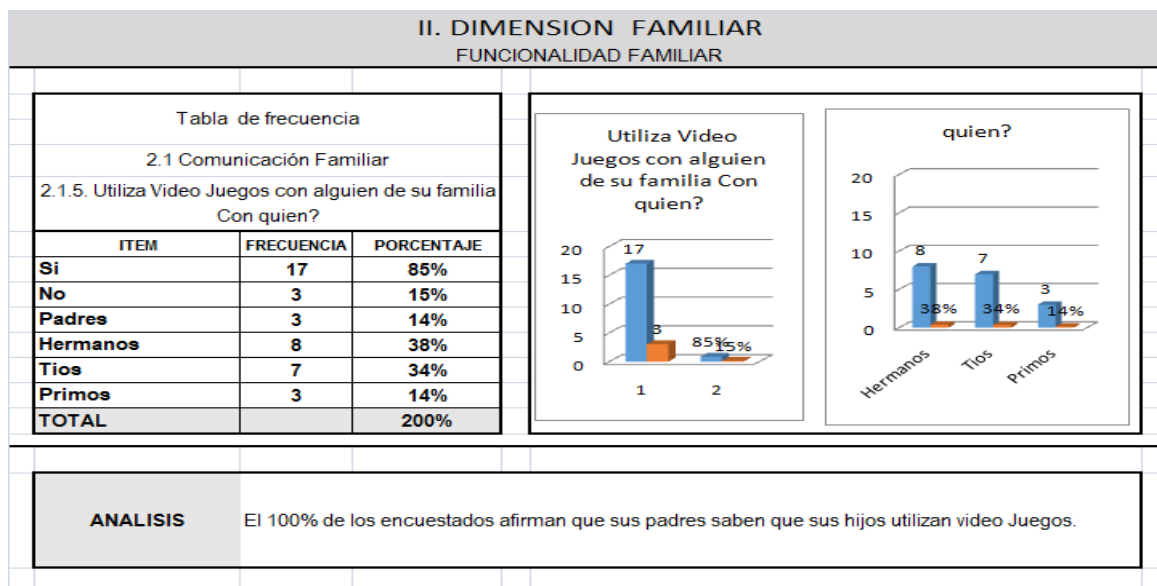 II. DIMENSION FAMILIAR
FUNCIONALIDAD FAMILIAR
Tabla de frecuencia
2.1 Comunicación Familiar
2.1.5. Utiliza Video Juegos con alguien de su familia
Con quien?
ITEM FRECUENCIA PORCENTAJE
Si 17 85%
No 3 15%
Padres 3 14%
Hermanos 8 38%
Tios 7 34%
Primos 3 14%
TOTAL 200%
Utiliza Video
Juegos con alguien
de su familia Con
quien?
20
15
10
5
0
17
3
85%
15%
1 2
quien?
20
15
10
5
0
8
7
3
38%
34%
14%
Hermanos
Tios
Primos
ANALISIS
El 100% de los encuestados afirman que sus padres saben que sus hijos utilizan video Juegos.